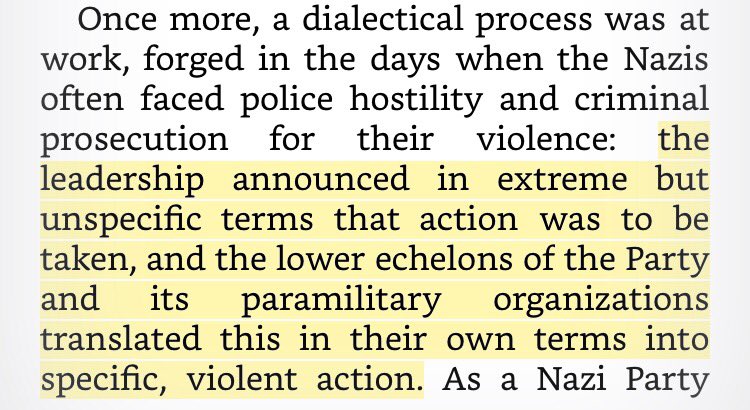 Once more, a dialectical process was at
work, forged in the days when the Nazis
often faced police hostility and criminal
prosecution for their violence: the
leadership announced in extreme but
unspecific terms that action was to be
taken, and the lower echelons of the Party
and its paramilitary organizations
translated this in their own terms into
specific, violent action. As a Nazi Party